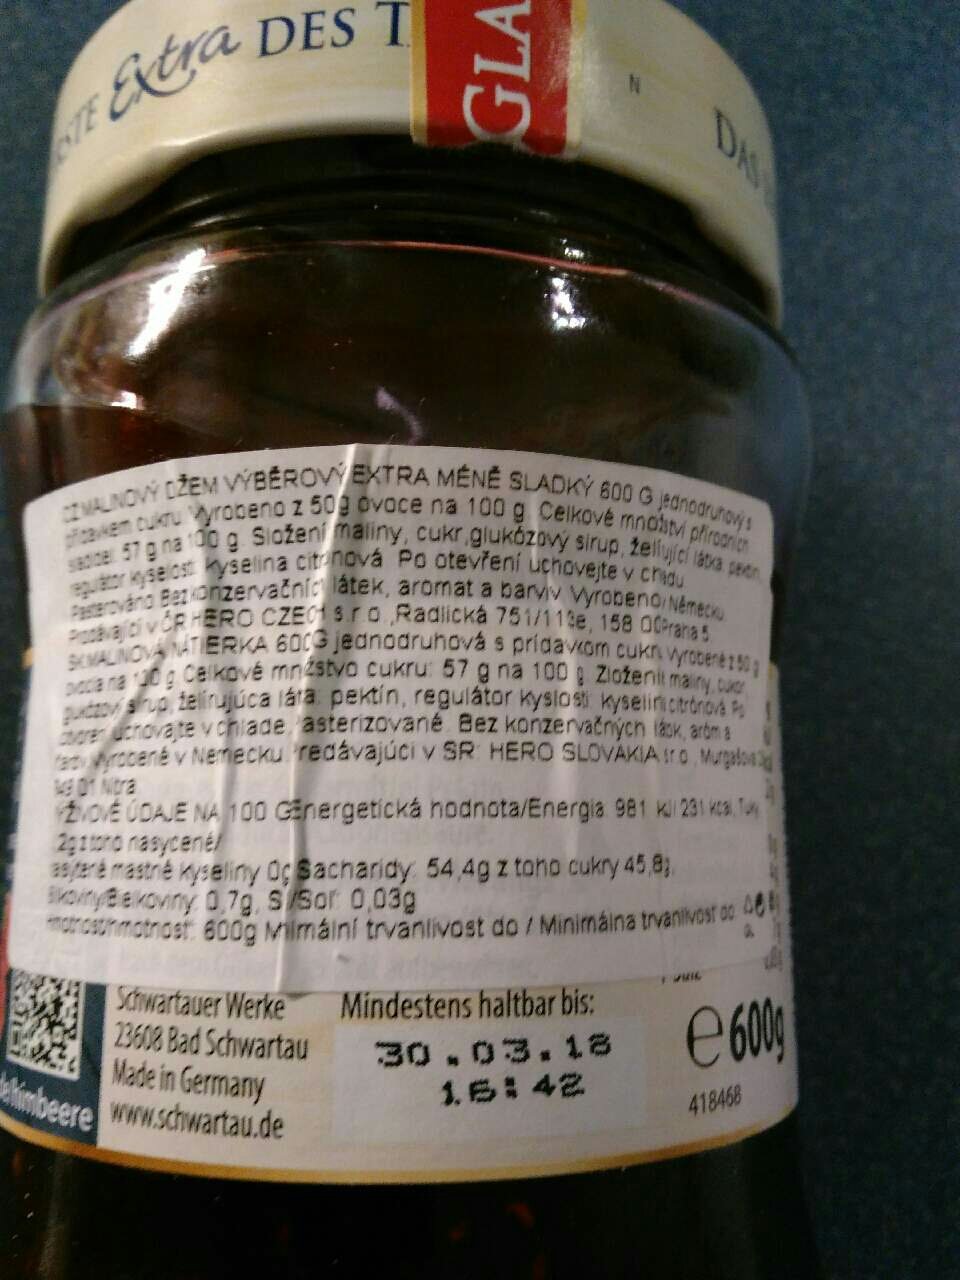 Extra DES
GLA
N
DAS
CZ MALINOVÝ DŽEM VÝBĚROVÝ EXTRA MÉNĚ SLADKÝ 600 G jednodruhový s
cukru. Vyrobeno z 50g ovoce na 100 g Celkové množství přírodních
57 g na 100 g. Složení maliny, cukr, glukózový sirup, želírující látka pektin,
regulátor kyselosti kyselina citrónová Po otevření uchovejte v chladu
Pasterováno Bez konzervačních látek, aromat a barviv Vyrobeno Německu
Prodávající v ČR HERO CZECH s.r.o., Radlická 751/113e, 158 00 Praha 5
SK MALINOVÁ NÁTIERKA 600G jednodruhová s prídavkom cukru vyrobené z 50 g
ovocia na 100 g Celkové množstvo cukru: 57 g na 100 g Zloženie maliny, cukor,
sirup, želírujúca látka: pektín, regulátor kyslosti kyselina citrónová Po
uchovajte v chlade. Pasterizované. Bez konzervačných látok, aróm a
Vyrobené v Nemecku. Predávajúci v SR: HERO SLOVAKIA s.r.o., Murgašova
949 01 Nitra
VÝŽIVOVÉ ÚDAJE NA 100 G Energetická hodnota/Energia 981 kJ/ 231 kcal, Tuky
2g z toho nasycené/
mastné kyseliny 0g Sacharidy: 54,4g z toho cukry 45,8g,
Bielkoviny: 0,7g, Sůl/Soľ: 0,03g
hmotnosť: 600g Minimální trvanlivost do / Minimálna trvanlivosť do
Schwartauer Werke
23608 Bad Schwartau
Made in Germany
www.schwartau.de
Mindestens haltbar bis:
30.03.18
16:42
e 600g
418468
himbeere